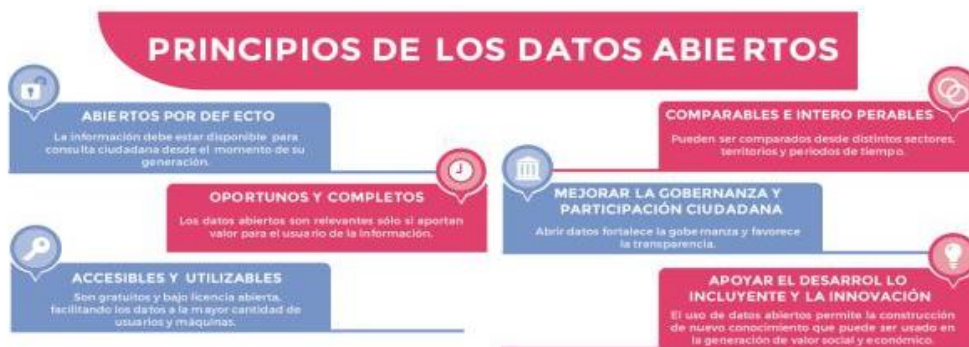 PRINCIPIOS DE LOS DATOS ABIERTOS
ABIERTOS POR DEFECTO
La información debe estar disponible para
consulta ciudadana desde el momento de su
generación.
OPORTUNOS Y COMPLETOS
Los datos abiertos son relevantes sólo si aportan
valor para el usuario de la información.
ACCESIBLES Y UTILIZABLES
Son gratuitos y bajo licencia abierta,
facilitando los datos a la mayor cantidad de
usuarios y máquinas.
COMPARABLES E INTEROPERABLES
Pueden ser comparados desde distintos sectores,
territorios y periodos de tiempo.
MEJORAR LA GOBERNANZA Y
PARTICIPACIÓN CIUDADANA
Abrir datos fortalece la gobernanza y favorece
la transparencia.
APOYAR EL DESARROLLO
INCLUYENTE Y LA INNOVACIÓN
El uso de datos abiertos permite la construcción
de nuevo conocimiento que puede ser usado en
la generación de valor social y económico.